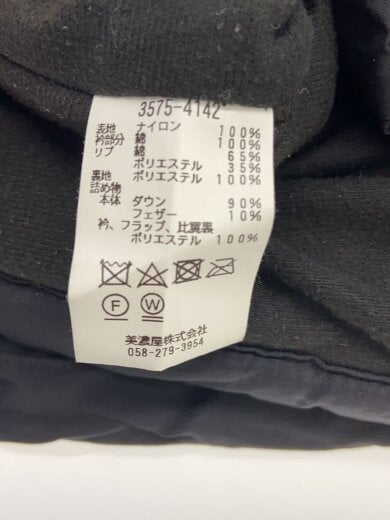 3575-4142
表地 ナイロン 100%
衿部分 綿 100%
リブ 綿 65%
ポリエステル 35%
裏地 ポリエステル 100%
詰め物
本体 ダウン 90%
フェザー 10%
衿、フラップ、比翼裏
ポリエステル 100%
F W
美濃屋株式会社
058-279-3954